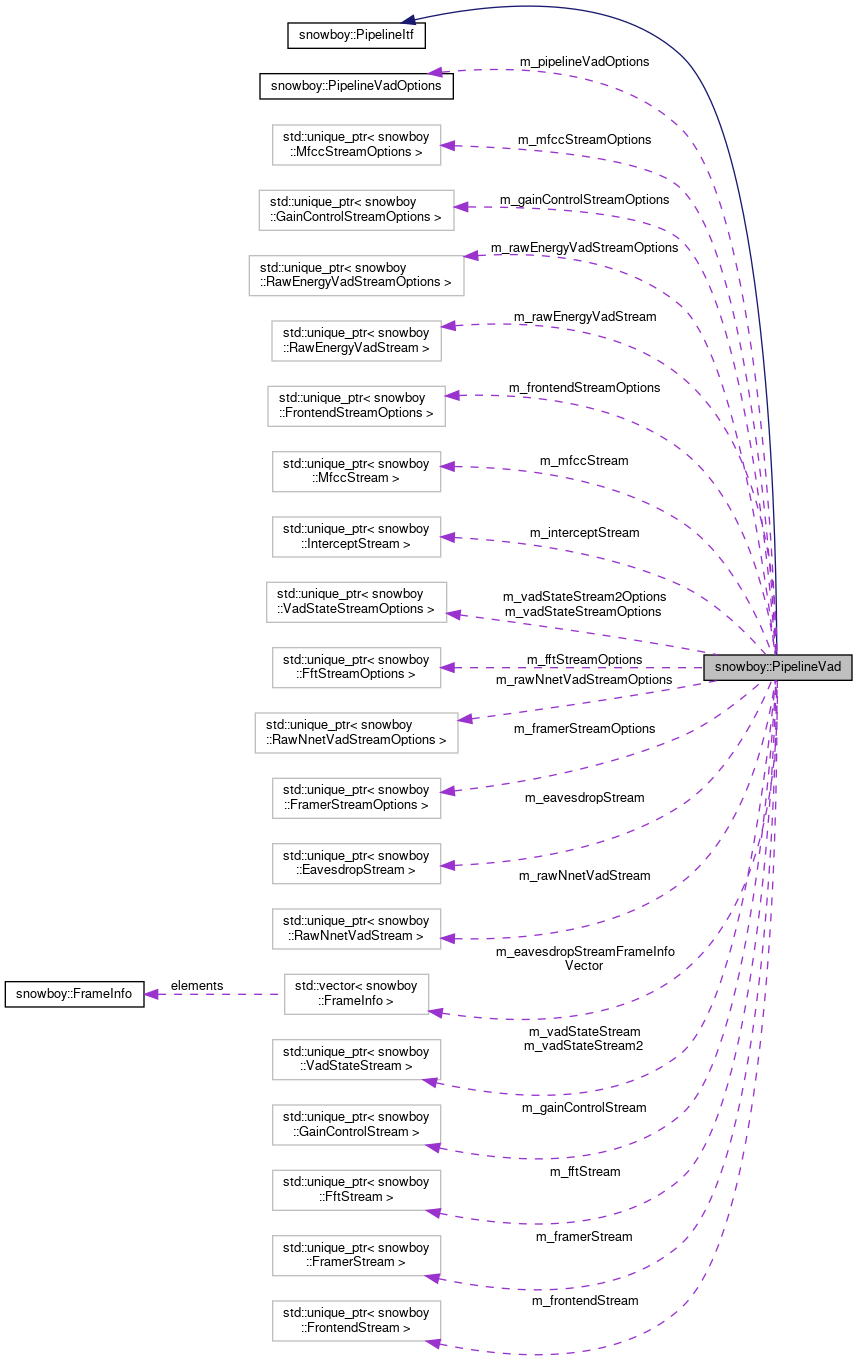 snowboy::PipelineItf
m_pipelineVadOptions
snowboy::PipelineVadOptions
std::unique_ptr< snowboy
::MfccStreamOptions >
m_mfccStreamOptions
std::unique_ptr< snowboy
::GainControlStreamOptions >
m_gainControlStreamOptions
std::unique_ptr< snowboy
::RawEnergyVadStreamOptions >
m_rawEnergyVadStreamOptions
std::unique_ptr< snowboy
::RawEnergyVadStream >
m_rawEnergyVadStream
std::unique_ptr< snowboy
::FrontendStreamOptions >
m_frontendStreamOptions
std::unique_ptr< snowboy
::MfccStream >
m_mfccStream
std::unique_ptr< snowboy
::InterceptStream >
m_interceptStream
std::unique_ptr< snowboy
::VadStateStreamOptions >
m_vadStateStream2Options
m_vadStateStreamOptions
snowboy::PipelineVad
std::unique_ptr< snowboy
::FftStreamOptions >
m_fftStreamOptions
m_rawNnetVadStreamOptions
std::unique_ptr< snowboy
::RawNnetVadStreamOptions >
m_framerStreamOptions
std::unique_ptr< snowboy
::FramerStreamOptions >
m_eavesdropStream
std::unique_ptr< snowboy
::EavesdropStream >
m_rawNnetVadStream
std::unique_ptr< snowboy
::RawNnetVadStream >
m_eavesdropStreamFrameInfo
Vector
snowboy::FrameInfo
elements
std::vector< snowboy
::FrameInfo >
m_vadStateStream
m_vadStateStream2
std::unique_ptr< snowboy
::VadStateStream >
m_gainControlStream
std::unique_ptr< snowboy
::GainControlStream >
m_fftStream
std::unique_ptr< snowboy
::FftStream >
m_framerStream
std::unique_ptr< snowboy
::FramerStream >
m_frontendStream
std::unique_ptr< snowboy
::FrontendStream >